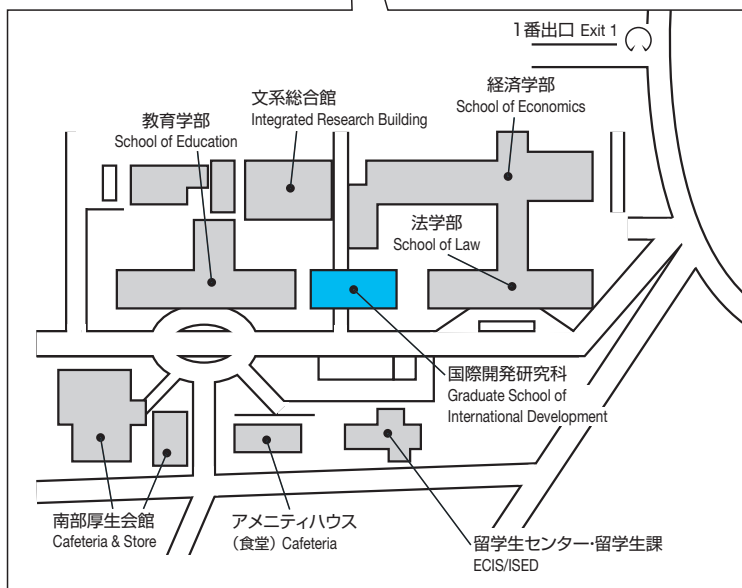 1番出口 Exit 1
経済学部
School of Economics
文系総合館
Integrated Research Building
教育学部
School of Education
法学部
School of Law
国際開発研究科
Graduate School of
International Development
南部厚生会館
Cafeteria & Store
アメニティハウス
(食堂) Cafeteria
留学生センター・留学生課
ECIS/ISED